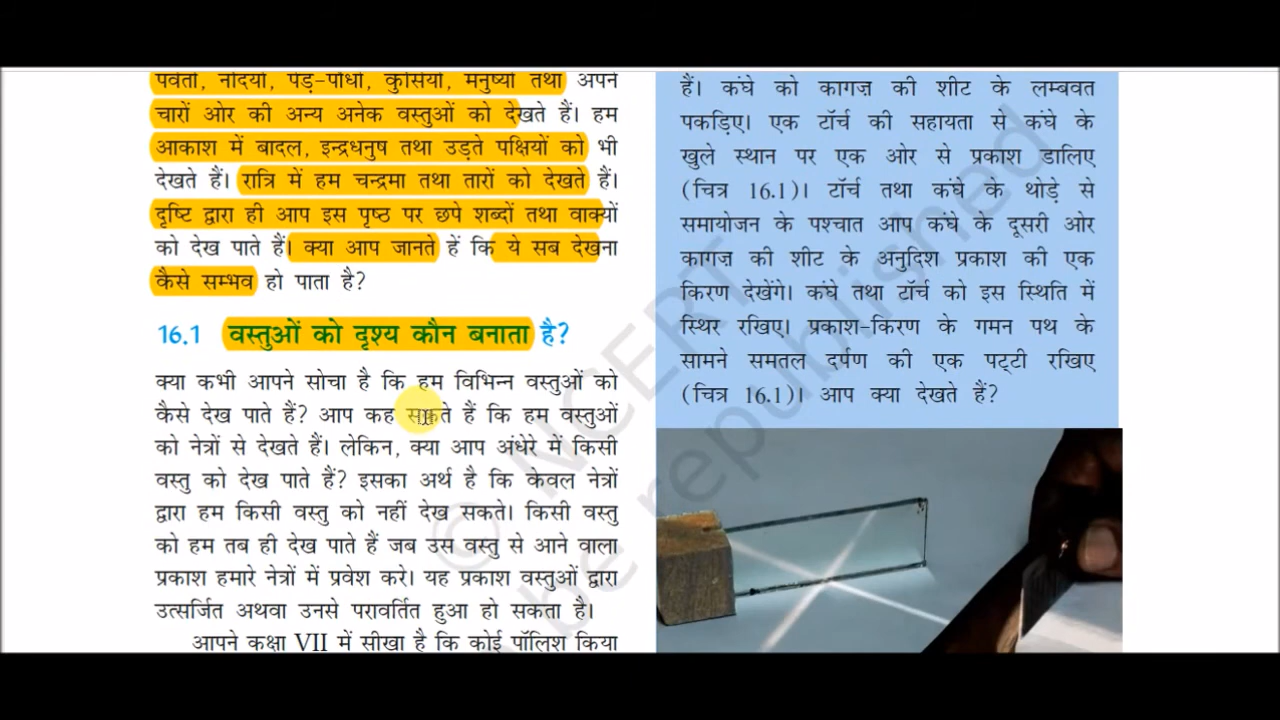 पर्वतों, नदियों, पेड़-पौधों, कुर्सियों, मनुष्यों तथा अपने
चारों ओर की अन्य अनेक वस्तुओं को देखते हैं। हम
आकाश में बादल, इन्द्रधनुष तथा उड़ते पक्षियों को भी
देखते हैं। रात्रि में हम चन्द्रमा तथा तारों को देखते हैं।
दृष्टि द्वारा ही आप इस पृष्ठ पर छपे शब्दों तथा वाक्यों
को देख पाते हैं। क्या आप जानते हें कि ये सब देखना
कैसे सम्भव हो पाता है?
16.1 वस्तुओं को दृश्य कौन बनाता है?
क्या कभी आपने सोचा है कि हम विभिन्न वस्तुओं को
कैसे देख पाते हैं? आप कह सकते हैं कि हम वस्तुओं
को नेत्रों से देखते हैं। लेकिन, क्या आप अंधेरे में किसी
वस्तु को देख पाते हैं? इसका अर्थ है कि केवल नेत्रों
द्वारा हम किसी वस्तु को नहीं देख सकते। किसी वस्तु
को हम तब ही देख पाते हैं जब उस वस्तु से आने वाला
प्रकाश हमारे नेत्रों में प्रवेश करे। यह प्रकाश वस्तुओं द्वारा
उत्सर्जित अथवा उनसे परावर्तित हुआ हो सकता है।
आपने कक्षा VII में सीखा है कि कोई पॉलिश किया
हैं। कंघे को कागज़ की शीट के लम्बवत
पकड़िए। एक टॉर्च की सहायता से कंघे के
खुले स्थान पर एक ओर से प्रकाश डालिए
(चित्र 16.1)। टॉर्च तथा कंघे के थोड़े से
समायोजन के पश्चात आप कंघे के दूसरी ओर
कागज़ की शीट के अनुदिश प्रकाश की एक
किरण देखेंगे। कंघे तथा टॉर्च को इस स्थिति में
स्थिर रखिए। प्रकाश-किरण के गमन पथ के
सामने समतल दर्पण की एक पट्टी रखिए
(चित्र 16.1)। आप क्या देखते हैं?
© NCERT
be republished